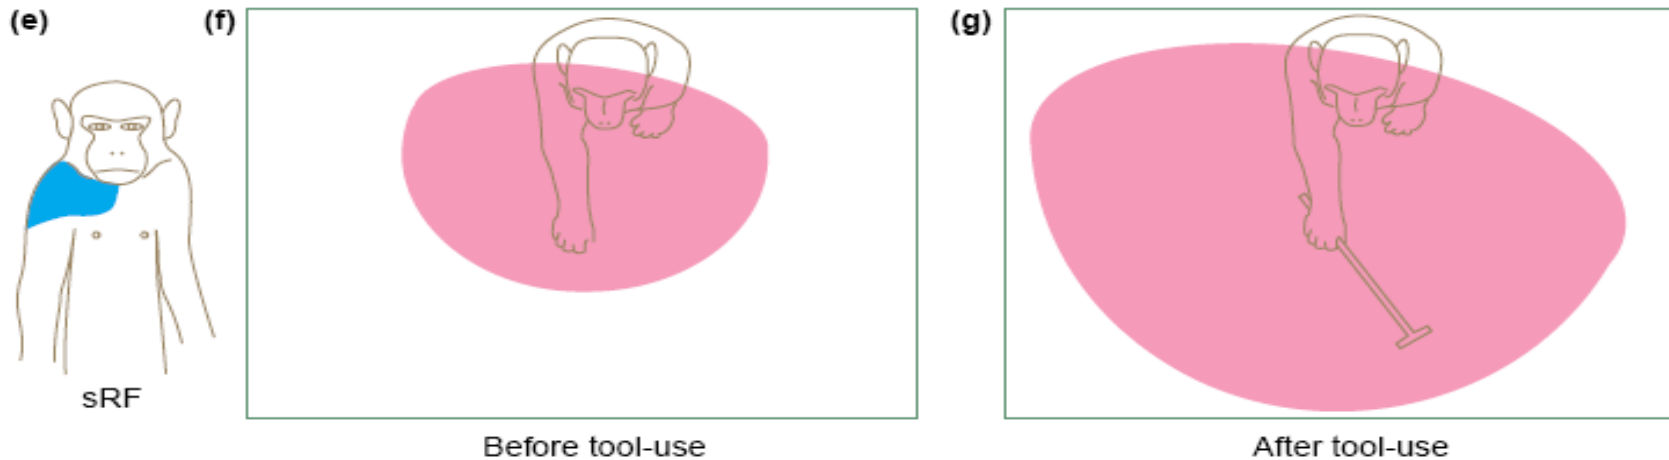 (e)
(f)
(g)
sRF
Before tool-use
After tool-use